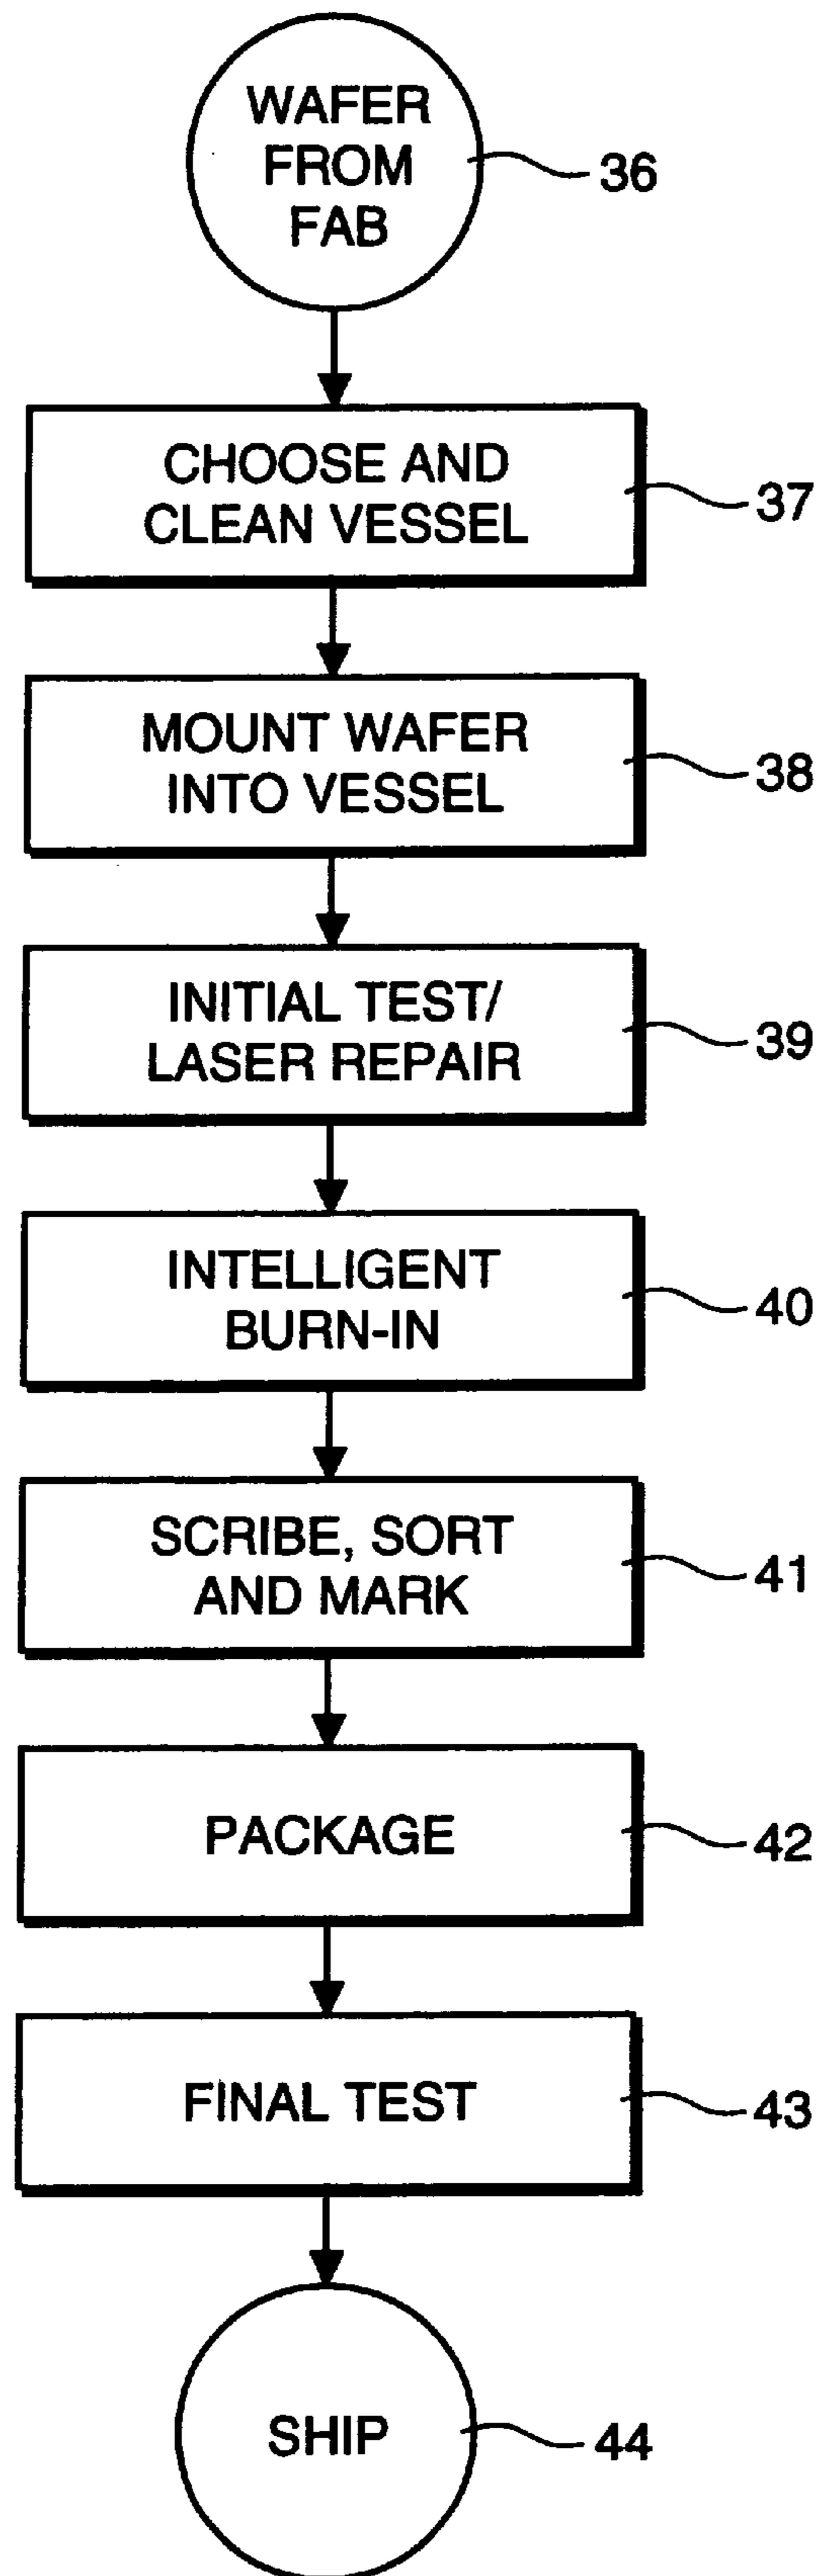 WAFER
FROM
FAB
36
CHOOSE AND
CLEAN VESSEL
37
MOUNT WAFER
INTO VESSEL
38
INITIAL TEST/
LASER REPAIR
39
INTELLIGENT
BURN-IN
40
SCRIBE, SORT
AND MARK
41
PACKAGE
42
FINAL TEST
43
SHIP
44